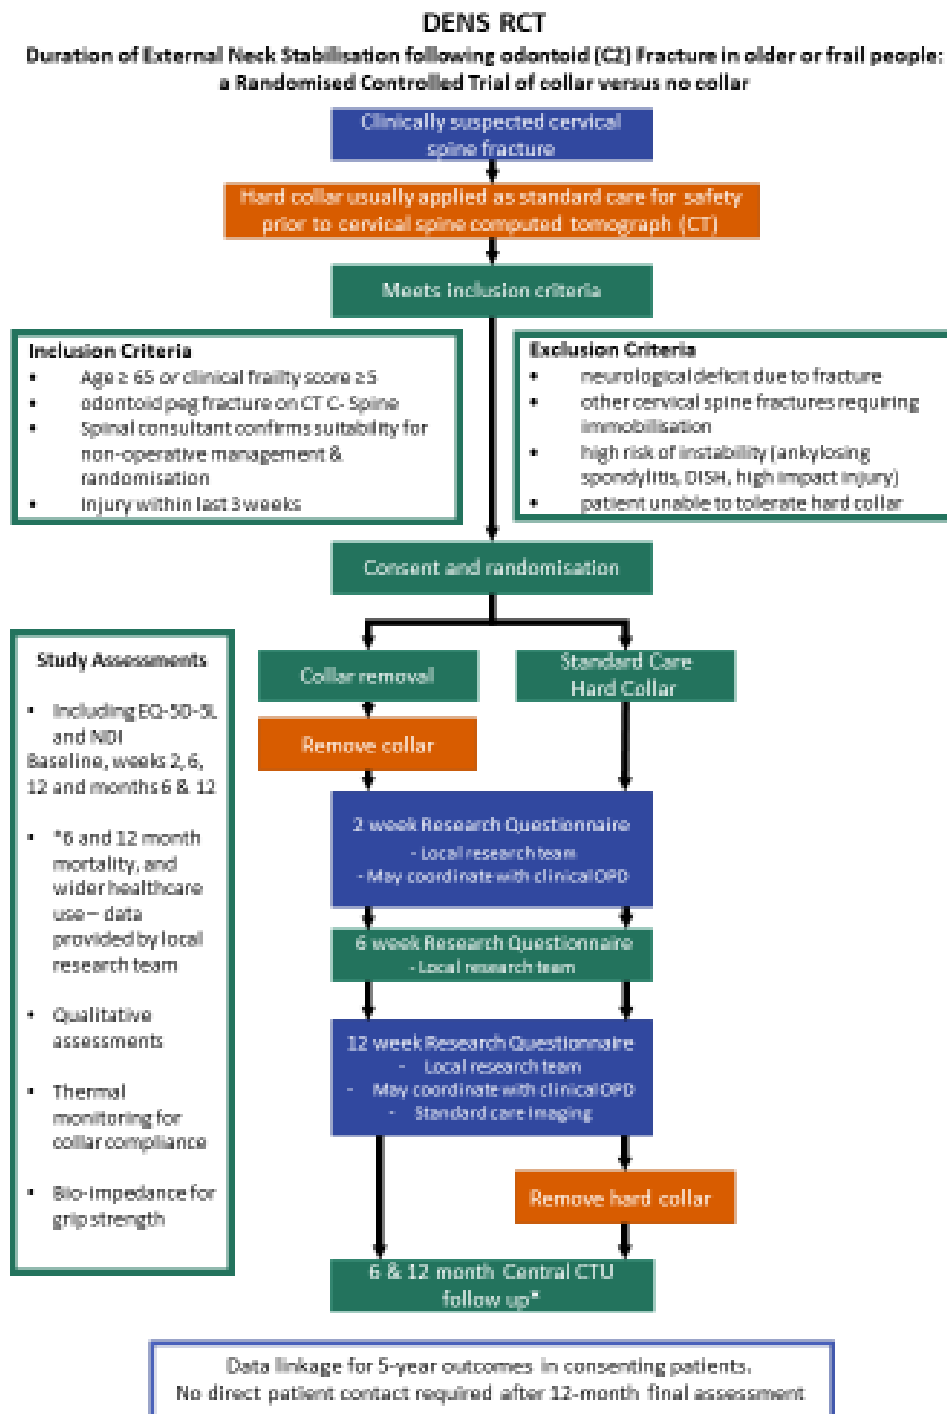 DENS RCT
Duration of External Neck Stabilisation following odontoid (C2) Fracture in older or frail people:
a Randomised Controlled Trial of collar versus no collar
Clinically suspected cervical
spine fracture
Hard collar usually applied as standard care for safety
prior to cervical spine computed tomograph (CT)
Meets inclusion criteria
Inclusion Criteria
• Age ≥ 65 or clinical frailty score ≥5
• odontoid peg fracture on CT C- Spine
• Spinal consultant confirms suitability for
non-operative management &
randomisation
• Injury within last 3 weeks
Exclusion Criteria
• neurological deficit due to fracture
• other cervical spine fractures requiring
immobilisation
• high risk of instability (ankylosing
spondylitis, DISH, high impact injury)
• patient unable to tolerate hard collar
Consent and randomisation
Study Assessments
• Including EQ-5D-5L
and NDI
Baseline, weeks 2, 6,
12 and months 6 & 12
• *6 and 12 month
mortality, and
wider healthcare
use – data
provided by local
research team
• Qualitative
assessments
• Thermal
monitoring for
collar compliance
• Bio-impedance for
grip strength
Collar removal
Standard Care
Hard Collar
Remove collar
2 week Research Questionnaire
- Local research team
- May coordinate with clinical OPD
6 week Research Questionnaire
- Local research team
12 week Research Questionnaire
- Local research team
- May coordinate with clinical OPD
- Standard care imaging
Remove hard collar
6 & 12 month Central CTU
follow up*
Data linkage for 5-year outcomes in consenting patients.
No direct patient contact required after 12-month final assessment